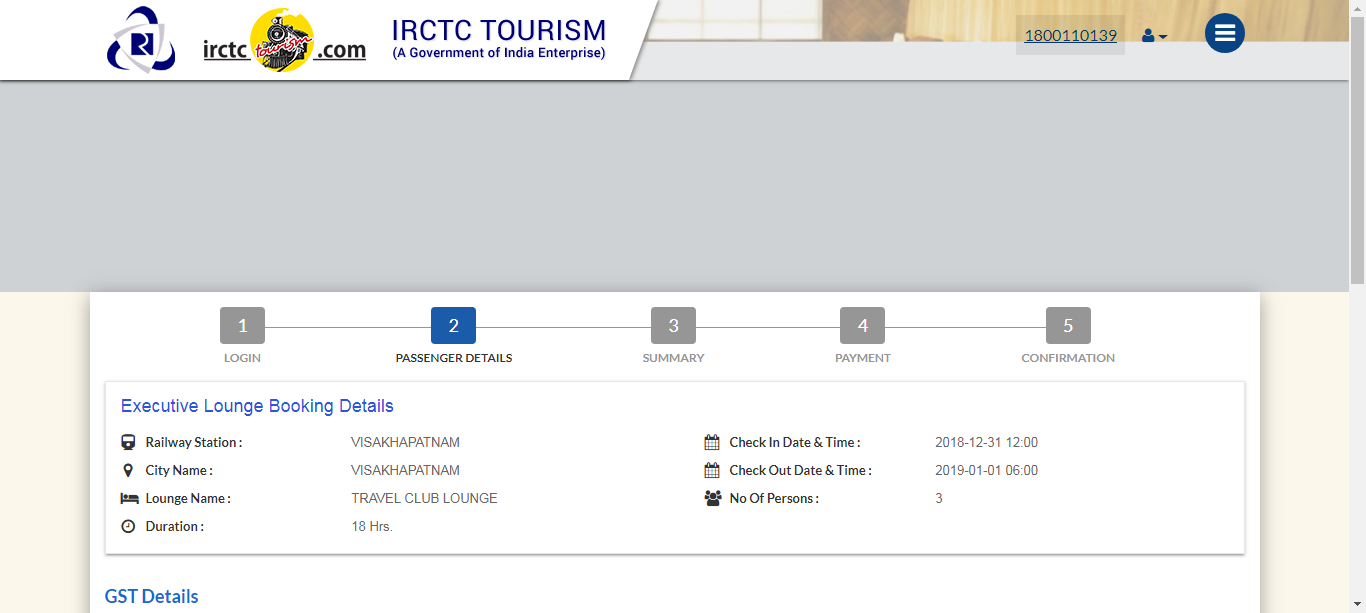 irctc tourism .com
IRCTC TOURISM
(A Government of India Enterprise)
1800110139
1 2 3 4 5
LOGIN PASSENGER DETAILS SUMMARY PAYMENT CONFIRMATION
Executive Lounge Booking Details
Railway Station : VISAKHAPATNAM Check In Date & Time : 2018-12-31 12:00
City Name : VISAKHAPATNAM Check Out Date & Time : 2019-01-01 06:00
Lounge Name : TRAVEL CLUB LOUNGE No Of Persons : 3
Duration : 18 Hrs.
GST Details